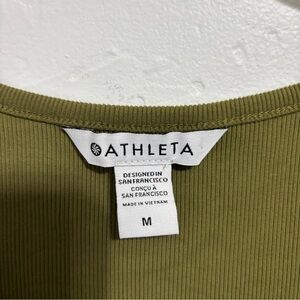 ATHLETA
DESIGNED IN
SAN FRANCISCO
CONÇU À
SAN FRANCISCO
MADE IN VIETNAM
M